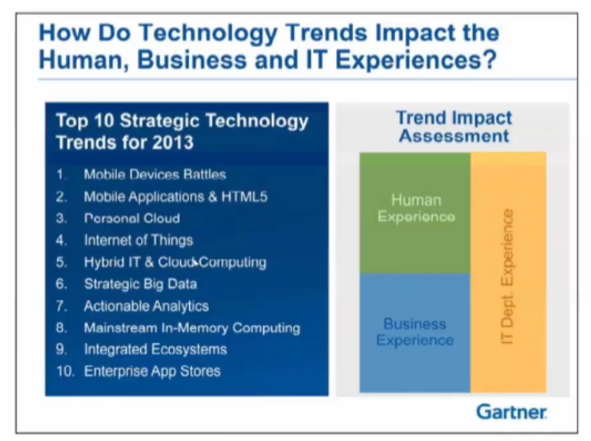 How Do Technology Trends Impact the
Human, Business and IT Experiences?
Top 10 Strategic Technology
Trends for 2013
1. Mobile Devices Battles
2. Mobile Applications & HTML5
3. Personal Cloud
4. Internet of Things
5. Hybrid IT & Cloud Computing
6. Strategic Big Data
7. Actionable Analytics
8. Mainstream In-Memory Computing
9. Integrated Ecosystems
10. Enterprise App Stores
Trend Impact
Assessment
Human
Experience
Business
Experience
IT Dept. Experience
Gartner